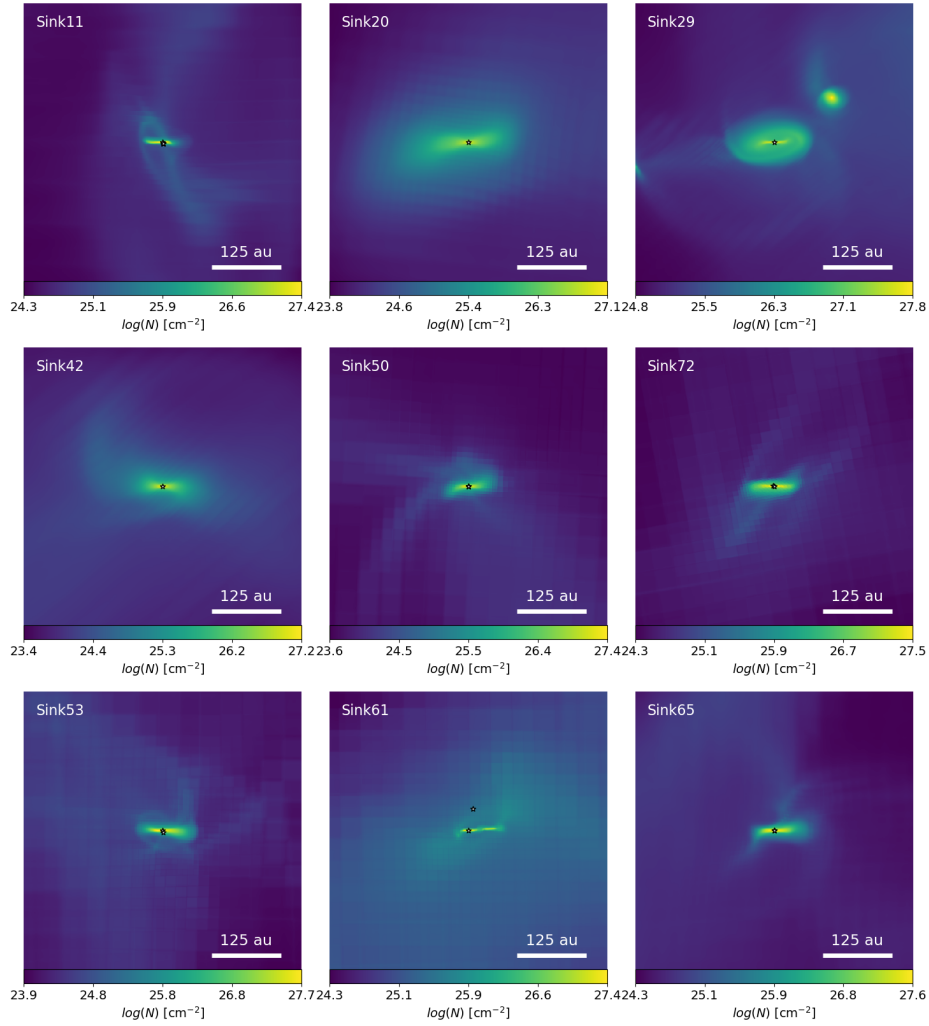 Sink11 Sink20 Sink29
125 au 125 au 125 au
24.3 25.1 25.9 26.6 27.4 23.8 24.6 25.4 26.3 27.1 24.8 25.5 26.3 27.1 27.8
log(N) [cm⁻²] log(N) [cm⁻²] log(N) [cm⁻²]
Sink42 Sink50 Sink72
125 au 125 au 125 au
23.4 24.4 25.3 26.2 27.2 23.6 24.5 25.5 26.4 27.4 24.3 25.1 25.9 26.7 27.5
log(N) [cm⁻²] log(N) [cm⁻²] log(N) [cm⁻²]
Sink53 Sink61 Sink65
125 au 125 au 125 au
23.9 24.8 25.8 26.8 27.7 24.3 25.1 25.9 26.6 27.4 24.3 25.1 25.9 26.8 27.6
log(N) [cm⁻²] log(N) [cm⁻²] log(N) [cm⁻²]